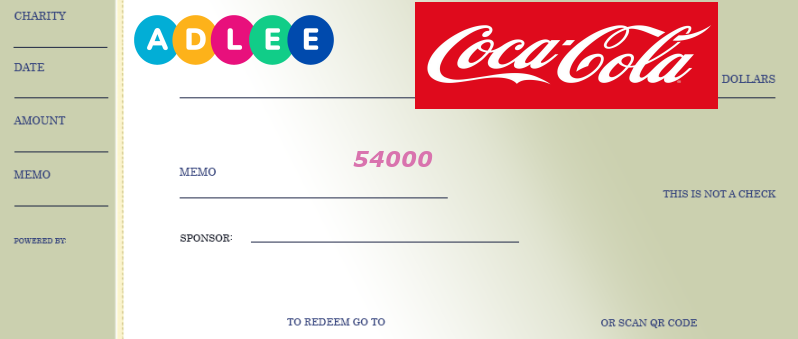 CHARITY
DATE
AMOUNT
MEMO
POWERED BY:
ADLEE
Coca-Cola
DOLLARS
54000
MEMO
THIS IS NOT A CHECK
SPONSOR:
TO REDEEM GO TO
OR SCAN QR CODE